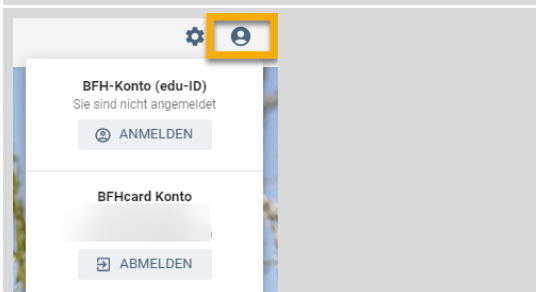 BFH-Konto (edu-ID)
Sie sind nicht angemeldet
ANMELDEN
BFHcard Konto
ABMELDEN